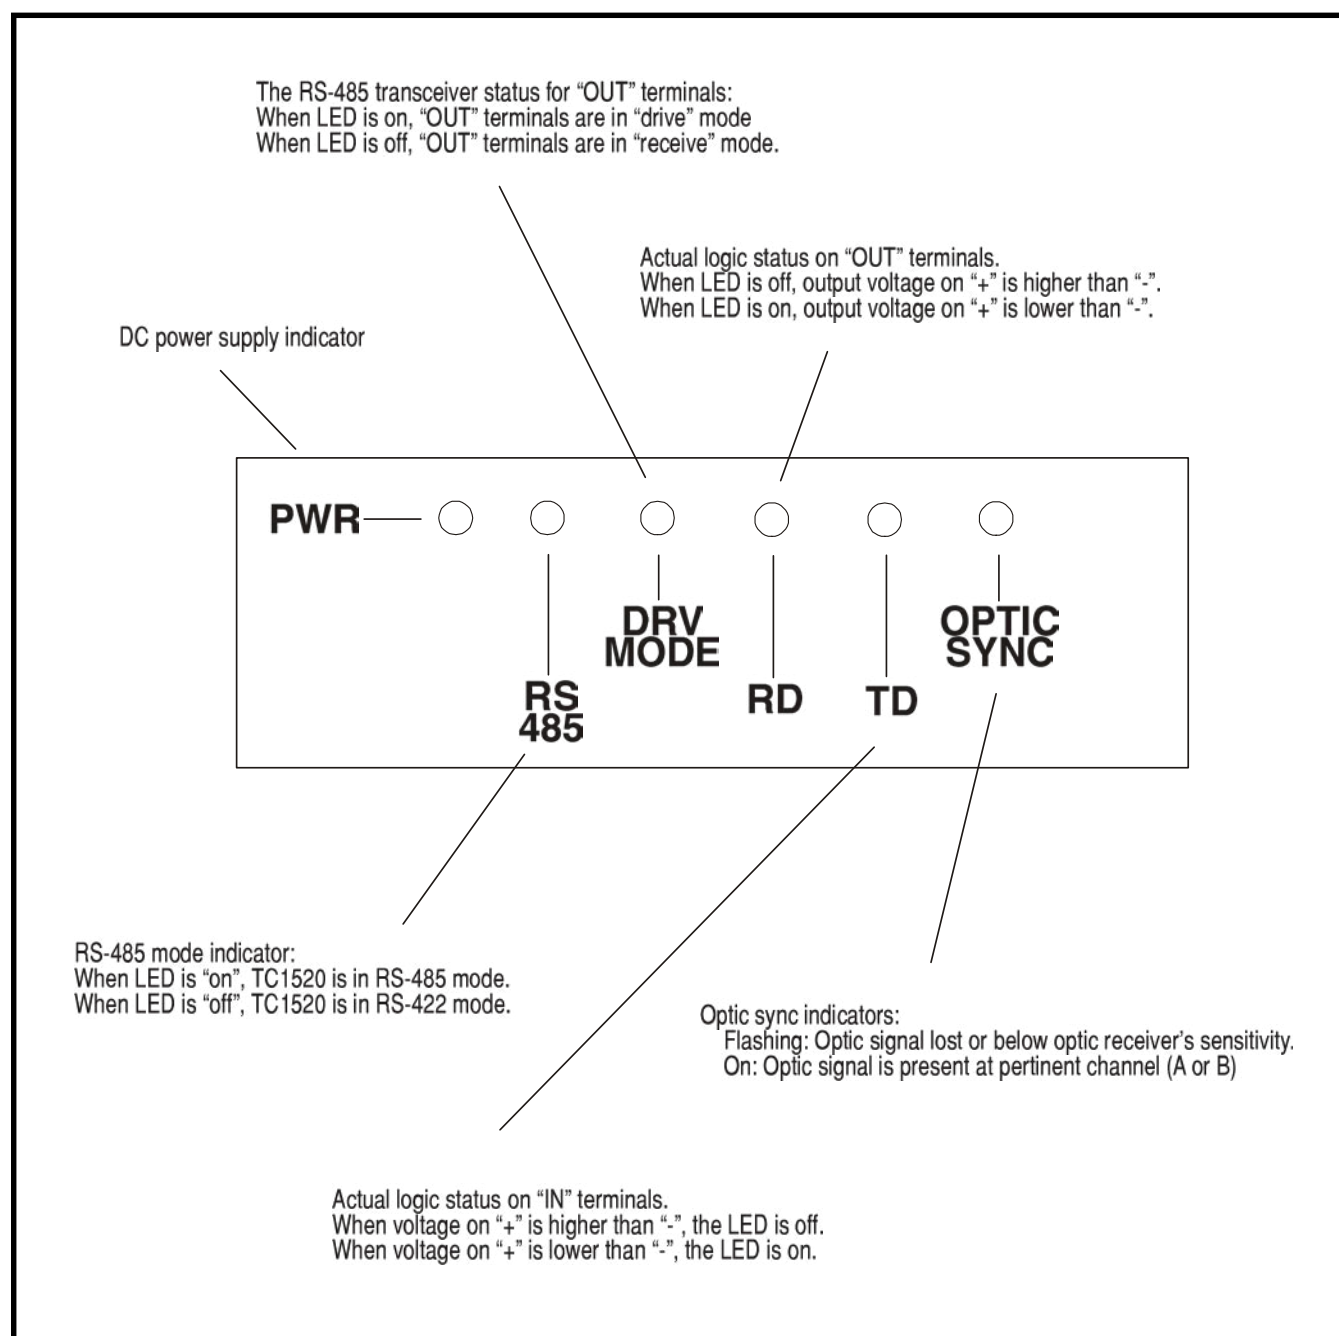 The RS-485 transceiver status for “OUT” terminals:
When LED is on, “OUT” terminals are in “drive” mode
When LED is off, “OUT” terminals are in “receive” mode.
Actual logic status on “OUT” terminals.
When LED is off, output voltage on “+” is higher than “-”.
When LED is on, output voltage on “+” is lower than “-”.
DC power supply indicator
PWR
DRV
MODE
OPTIC
SYNC
RS
485
RD
TD
RS-485 mode indicator:
When LED is “on”, TC1520 is in RS-485 mode.
When LED is “off”, TC1520 is in RS-422 mode.
Optic sync indicators:
Flashing: Optic signal lost or below optic receiver’s sensitivity.
On: Optic signal is present at pertinent channel (A or B)
Actual logic status on “IN” terminals.
When voltage on “+” is higher than “-”, the LED is off.
When voltage on “+” is lower than “-”, the LED is on.